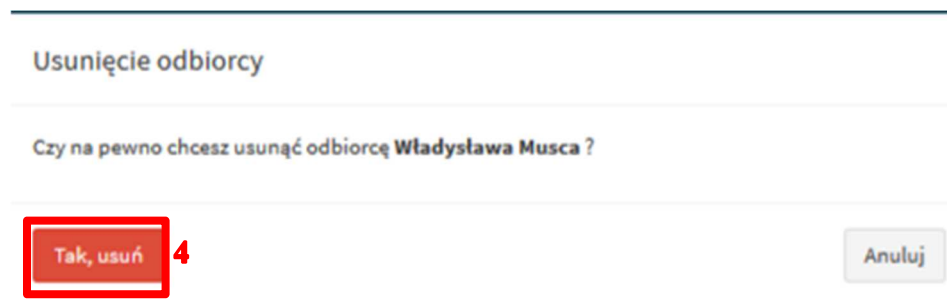 Usunięcie odbiorcy
Czy na pewno chcesz usunąć odbiorcę Władysława Musca ?
Tak, usuń 4
Anuluj